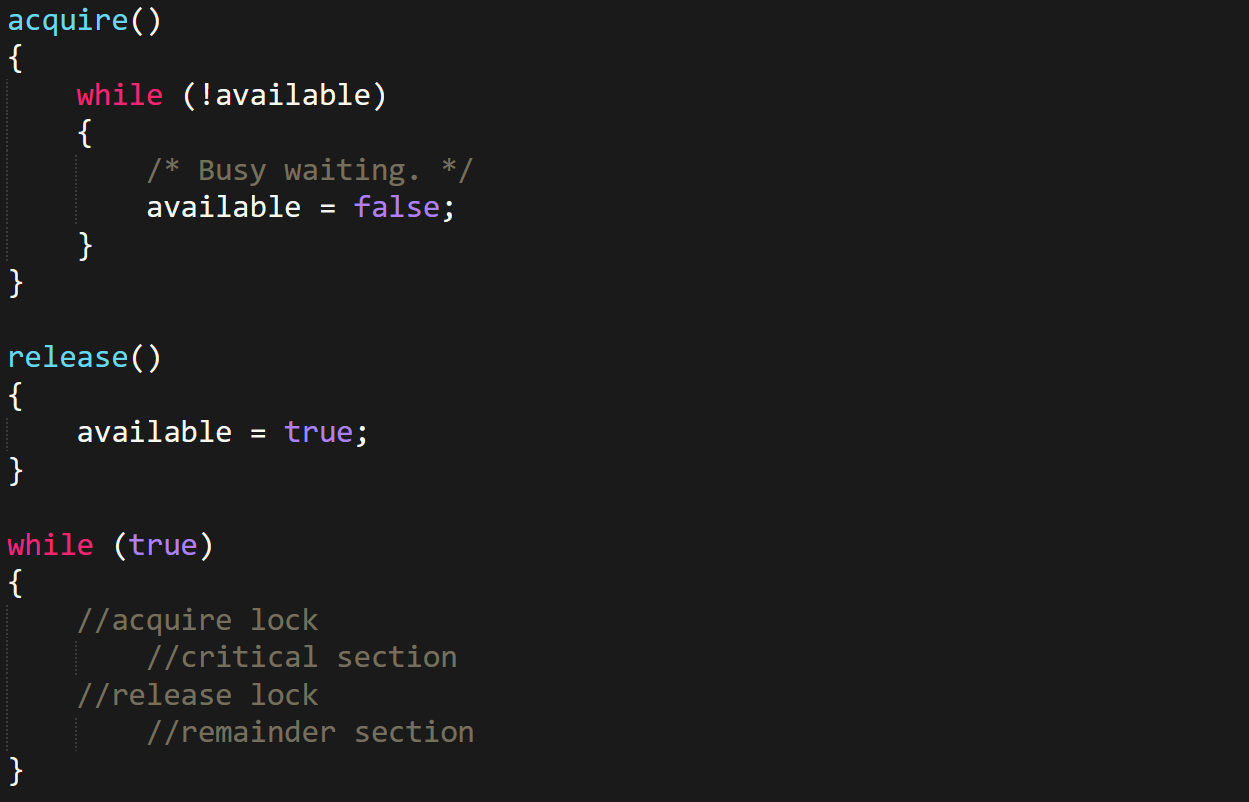 acquire()
{
    while (!available)
    {
        /* Busy waiting. */
        available = false;
    }
}

release()
{
    available = true;
}

while (true)
{
    //acquire lock
        //critical section
    //release lock
        //remainder section
}